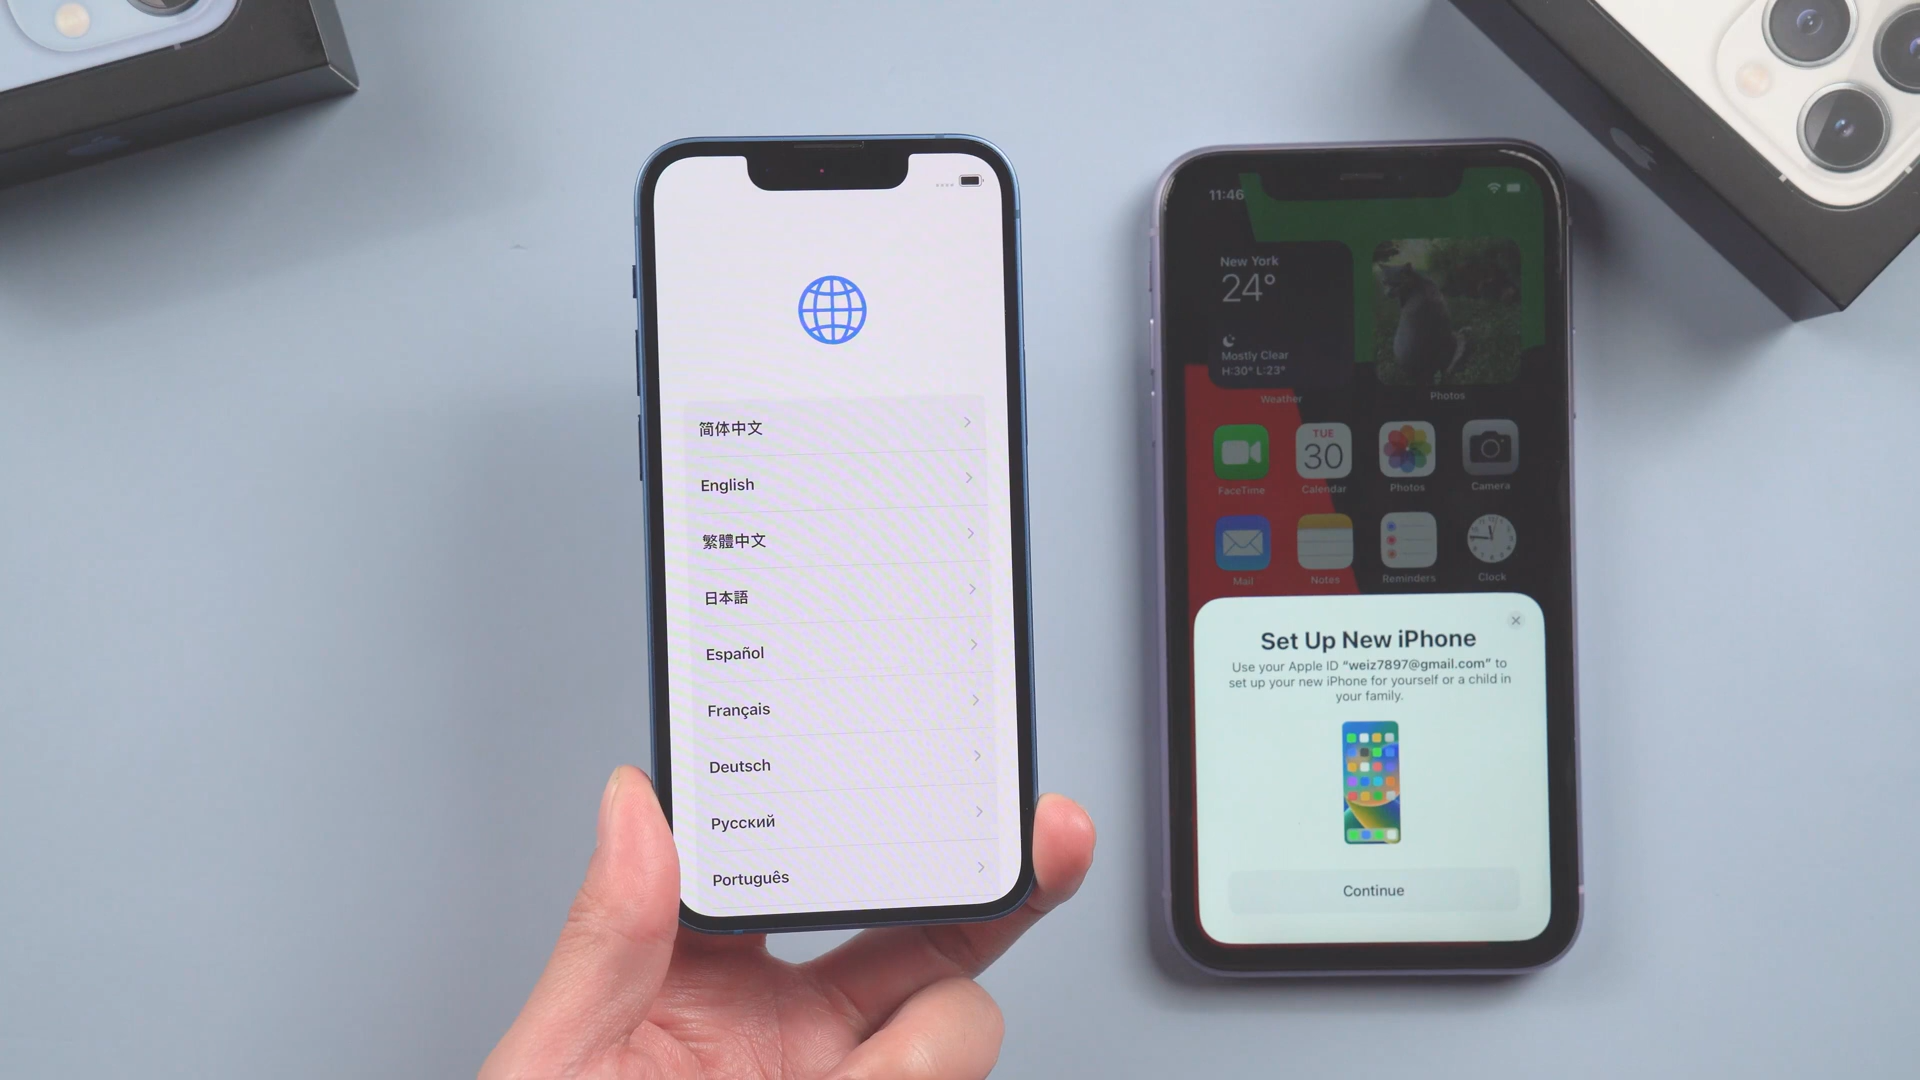 简体中文
English
繁體中文
日本語
Español
Français
Deutsch
Русский
Português
11:46
New York
24°
Mostly Clear
H:30° L:23°
Weather
Photos
TUE
30
FaceTime
Calendar
Photos
Camera
Mail
Notes
Reminders
Clock
Set Up New iPhone
Use your Apple ID “weiz7897@gmail.com” to
set up your new iPhone for yourself or a child in
your family.
Continue